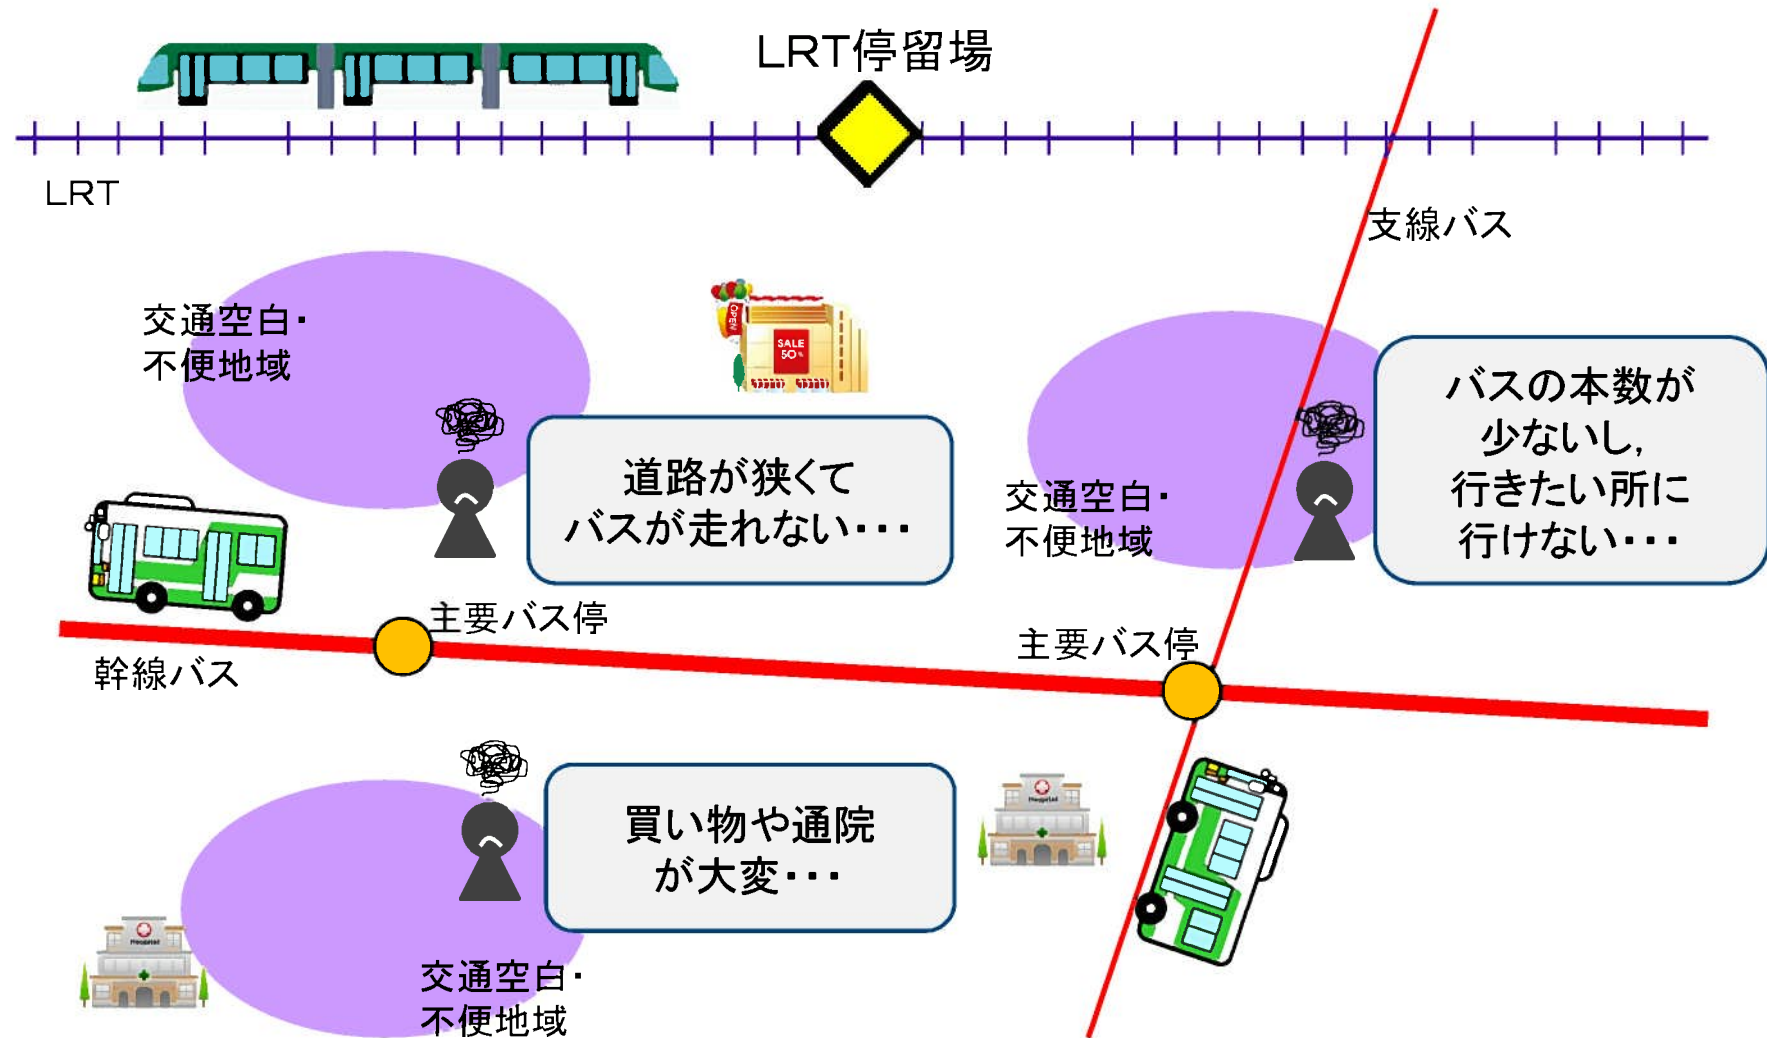 LRT停留場
LRT
支線バス
交通空白・
不便地域
OPEN
SALE
50%
バスの本数が
少ないし,
行きたい所に
行けない・・・
道路が狭くて
バスが走れない・・・
交通空白・
不便地域
主要バス停
主要バス停
幹線バス
買い物や通院
が大変・・・
Hospital
Hospital
交通空白・
不便地域